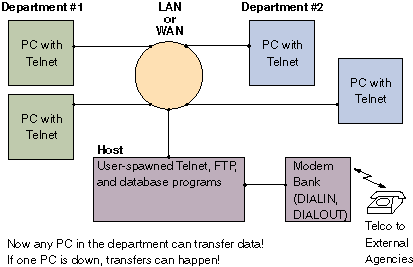 Department #1
LAN
or
WAN
Department #2
PC with
Telnet
PC with
Telnet
PC with
Telnet
PC with
Telnet
Host
User-spawned Telnet, FTP,
and database programs
Modem
Bank
(DIALIN,
DIALOUT)
Telco to
External
Agencies
Now any PC in the department can transfer data!
If one PC is down, transfers can happen!